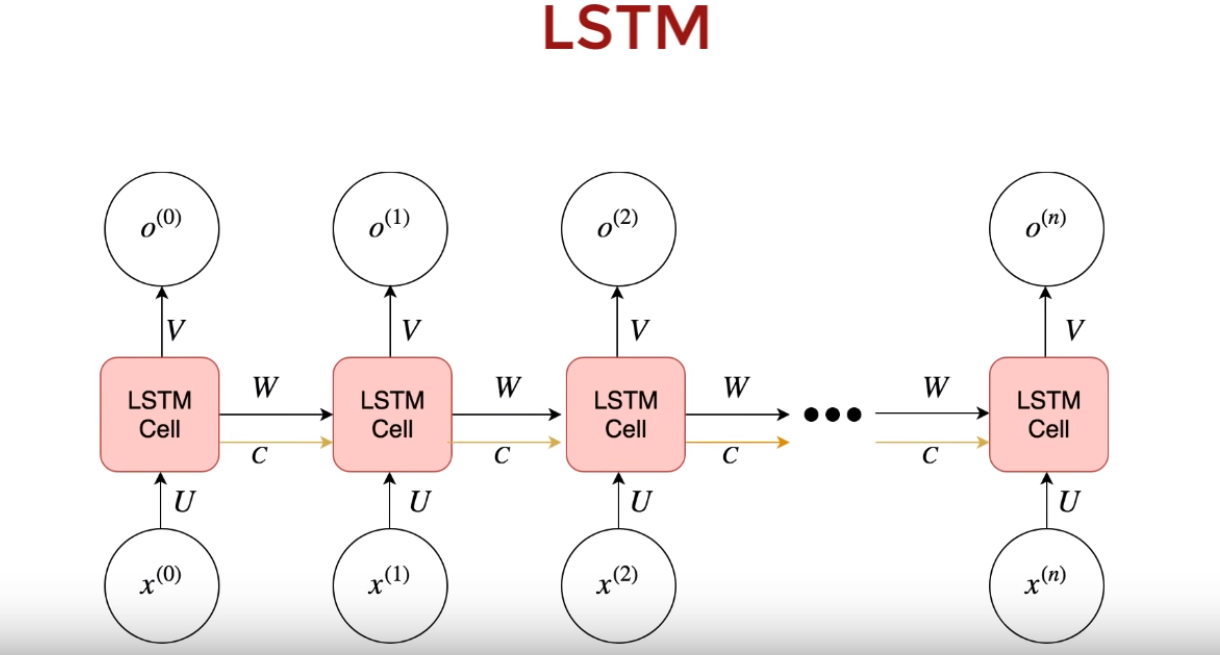 LSTM
o(0) o(1) o(2) o(n)
V V V V
LSTM Cell
W
LSTM Cell
W
LSTM Cell
W
•••
W
LSTM Cell
C C C C
U U U U
x(0) x(1) x(2) x(n)